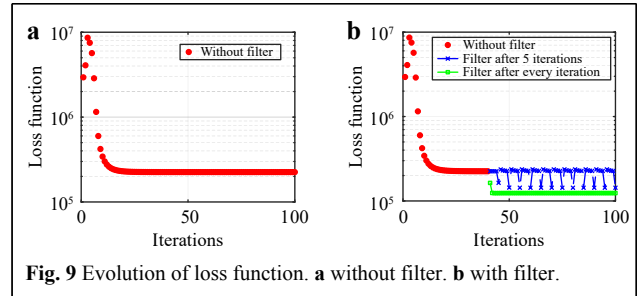 a
10^7
10^6
10^5
Loss function
Without filter
0
50
100
Iterations
b
10^7
10^6
10^5
Loss function
Without filter
Filter after 5 iterations
Filter after every iteration
0
50
100
Iterations
Fig. 9 Evolution of loss function. a without filter. b with filter.